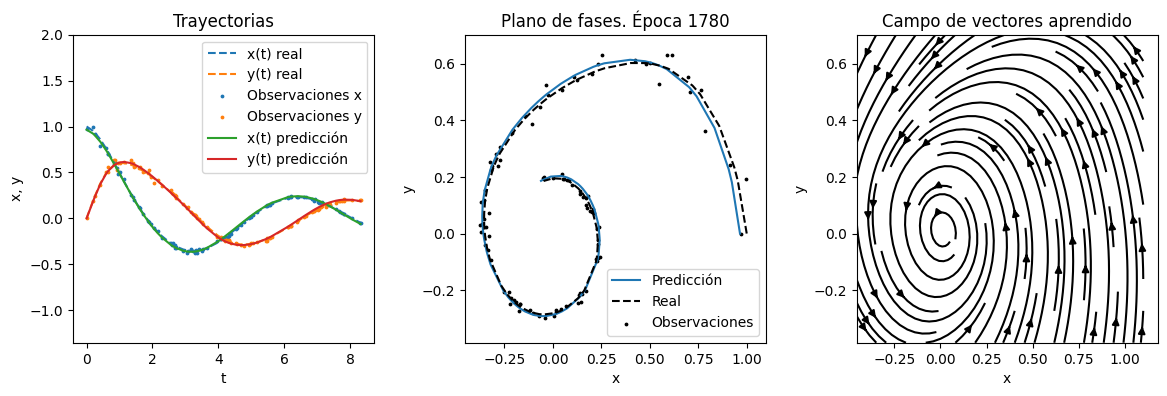 Trayectorias
2.0
1.5
1.0
0.5
0.0
−0.5
−1.0
x, y
0
2
4
6
8
t
x(t) real
y(t) real
Observaciones x
Observaciones y
x(t) predicción
y(t) predicción
Plano de fases. Época 1780
0.6
0.4
0.2
0.0
−0.2
y
−0.25
0.00
0.25
0.50
0.75
1.00
x
Predicción
Real
Observaciones
Campo de vectores aprendido
0.6
0.4
0.2
0.0
−0.2
y
−0.25
0.00
0.25
0.50
0.75
1.00
x